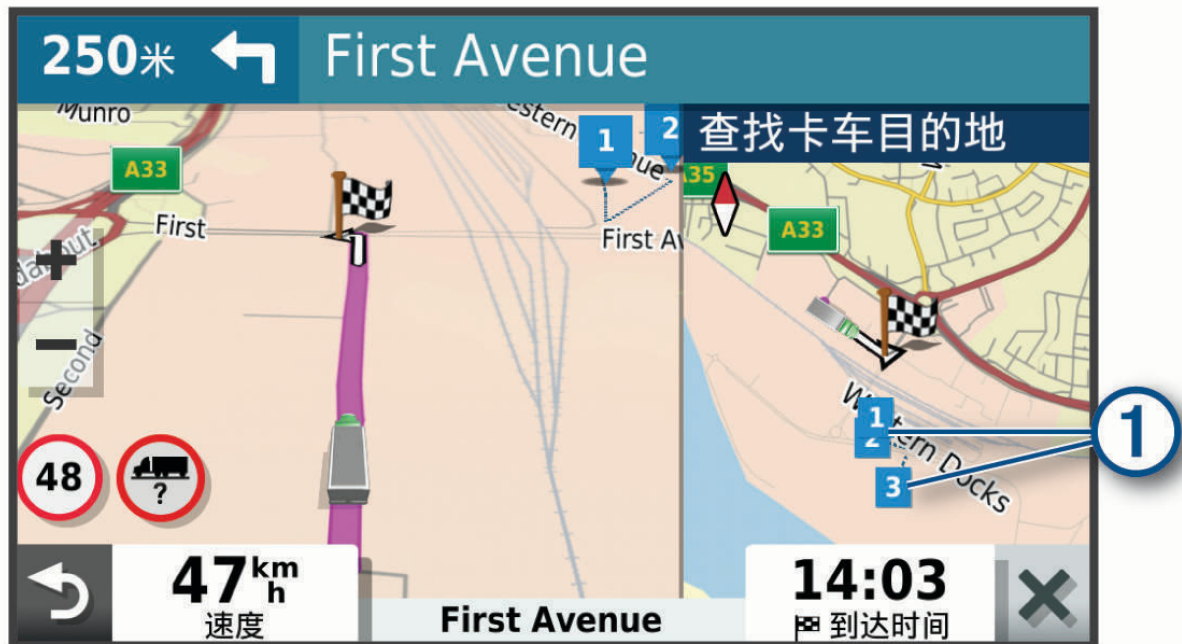 250米
First Avenue
查找卡车目的地
Munro
A33
First
Second
1
2
First Av
A35
A33
Western Docks
1
2
3
1
48
?
47 km
h
速度
First Avenue
14:03
到达时间